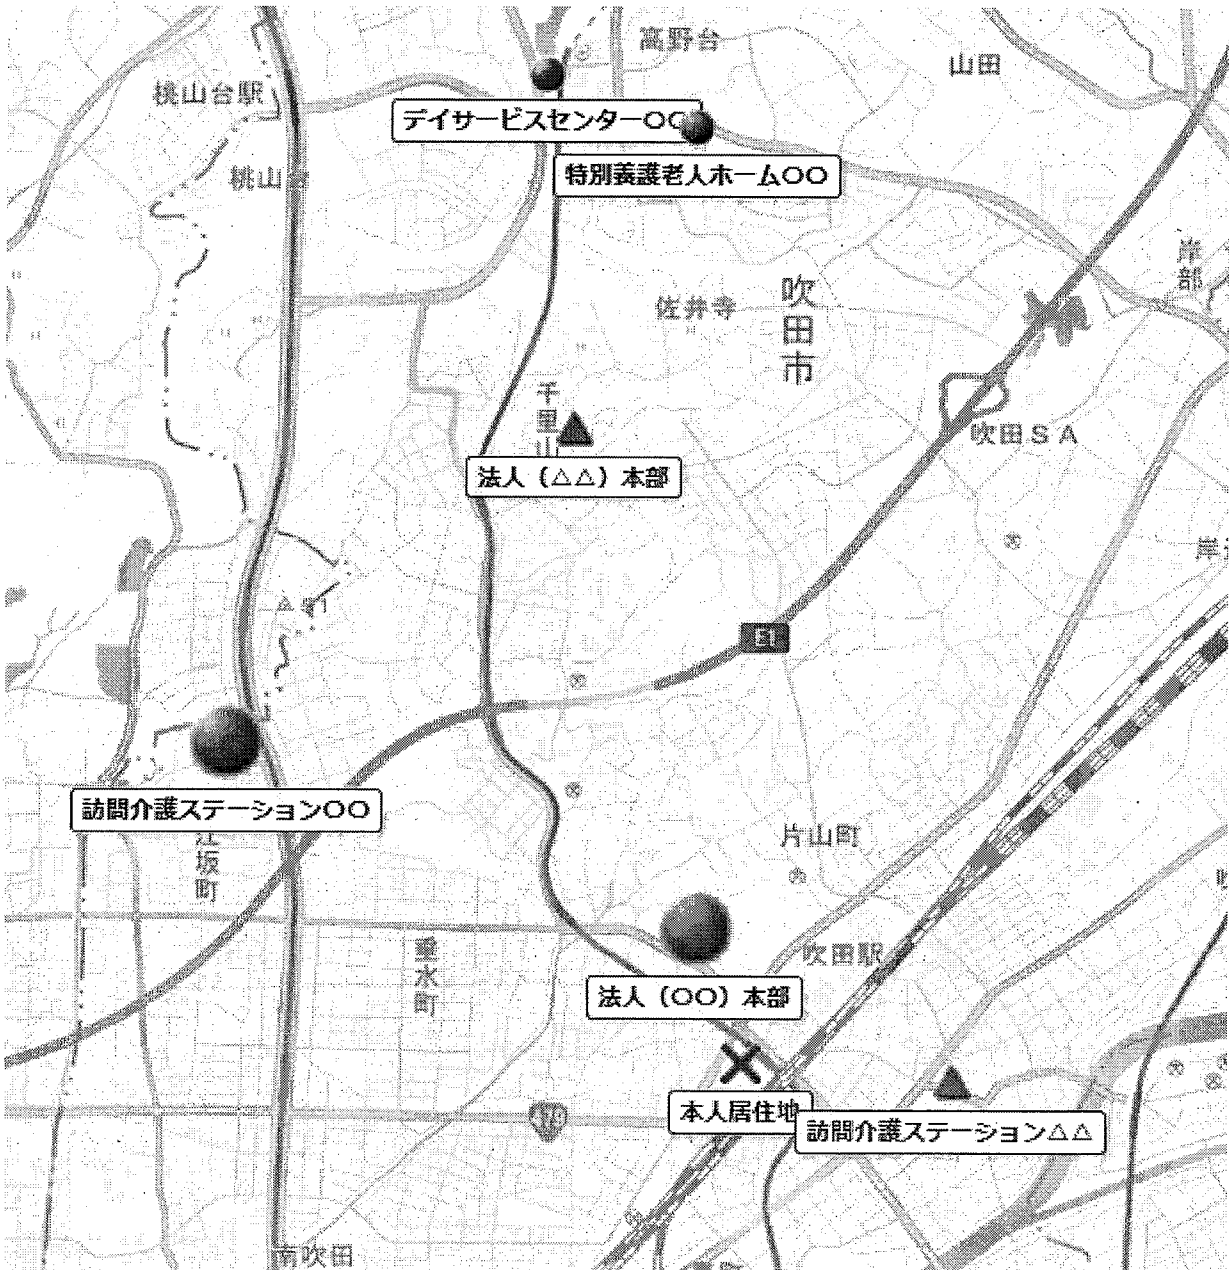 高野台
山田
桃山台駅
デイサービスセンター〇〇
特別養護老人ホーム〇〇
桃山台
岸部
佐井寺
吹田市
千里山
吹田SA
法人（△△）本部
E1
訪問介護ステーション〇〇
江坂町
片山町
垂水町
吹田駅
法人（〇〇）本部
本人居住地
訪問介護ステーション△△
南吹田